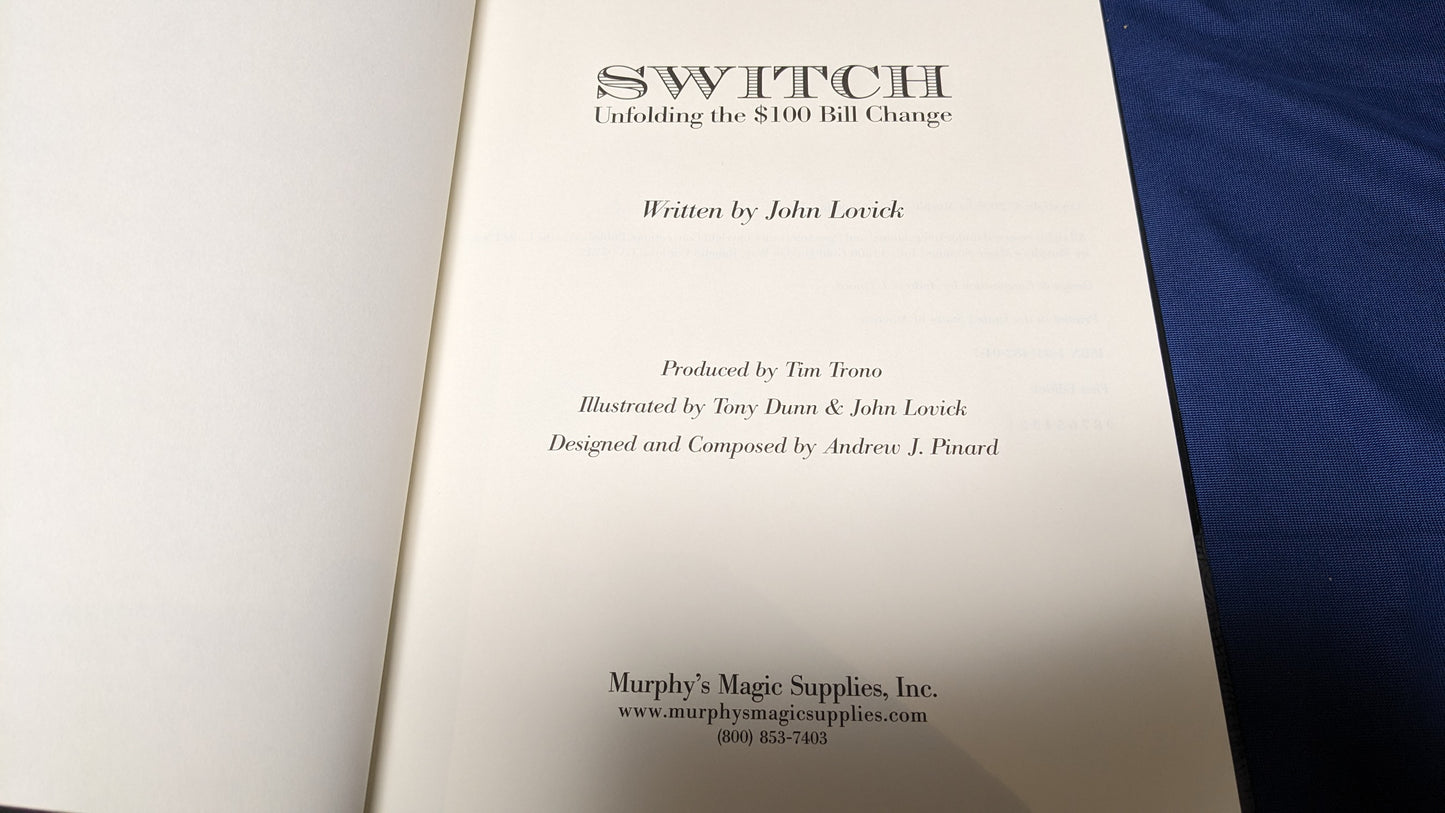 SWITCH
Unfolding the $100 Bill Change
Written by John Lovick
Produced by Tim Trono
Illustrated by Tony Dunn & John Lovick
Designed and Composed by Andrew J. Pinard
Murphy's Magic Supplies, Inc.
www.murphysmagicsupplies.com
(800) 853-7403